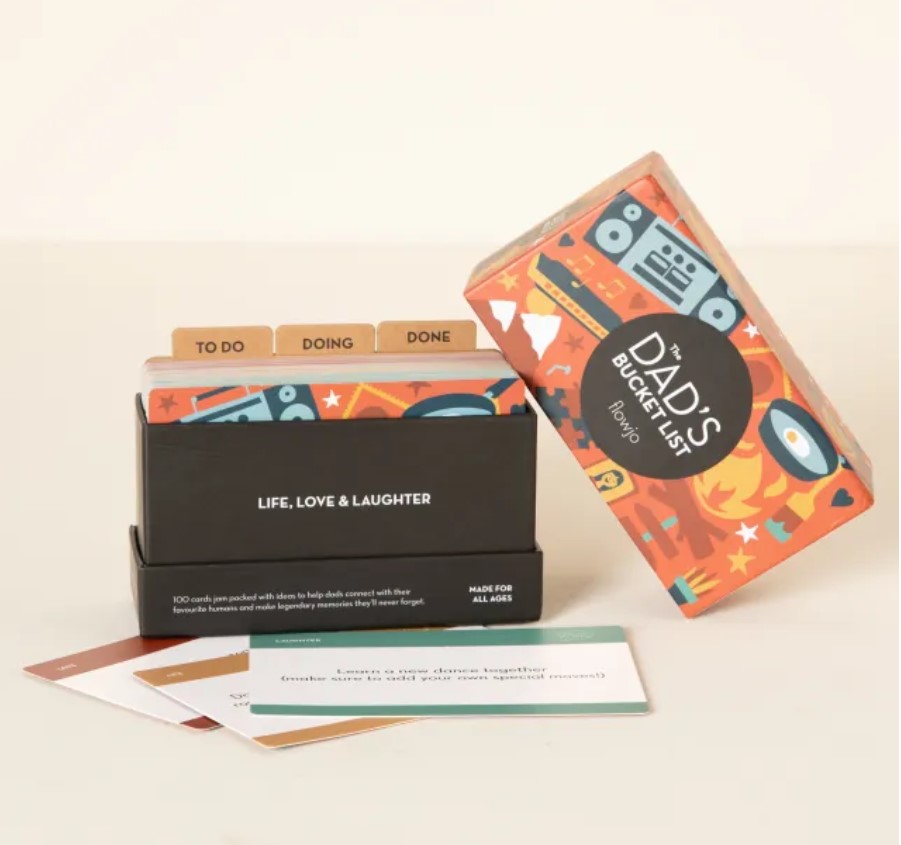 TO DO
DOING
DONE
The
DAD'S
BUCKET LIST
flowjo
LIFE, LOVE & LAUGHTER
100 cards jam packed with ideas to help dads connect with their
favourite humans and make legendary memories they'll never forget.
MADE FOR
ALL AGES
LAUGHTER
Learn a new dance together
(make sure to add your own special moves!)
LIFE